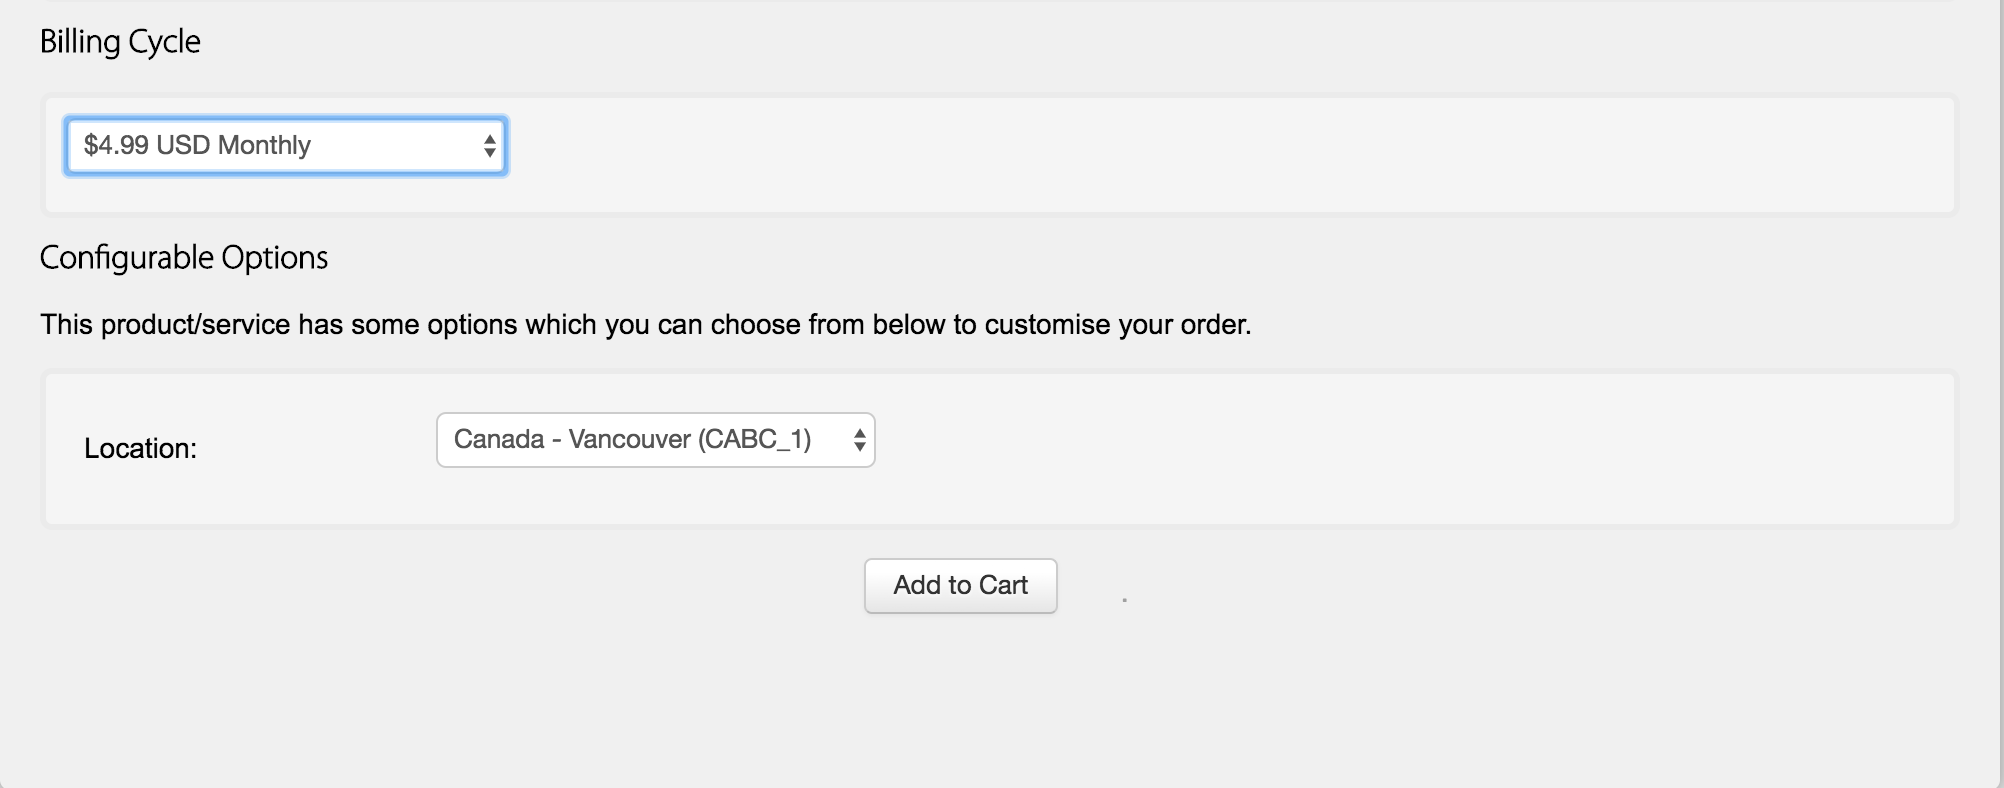 Billing Cycle
$4.99 USD Monthly
Configurable Options
This product/service has some options which you can choose from below to customise your order.
Location:
Canada - Vancouver (CABC_1)
Add to Cart